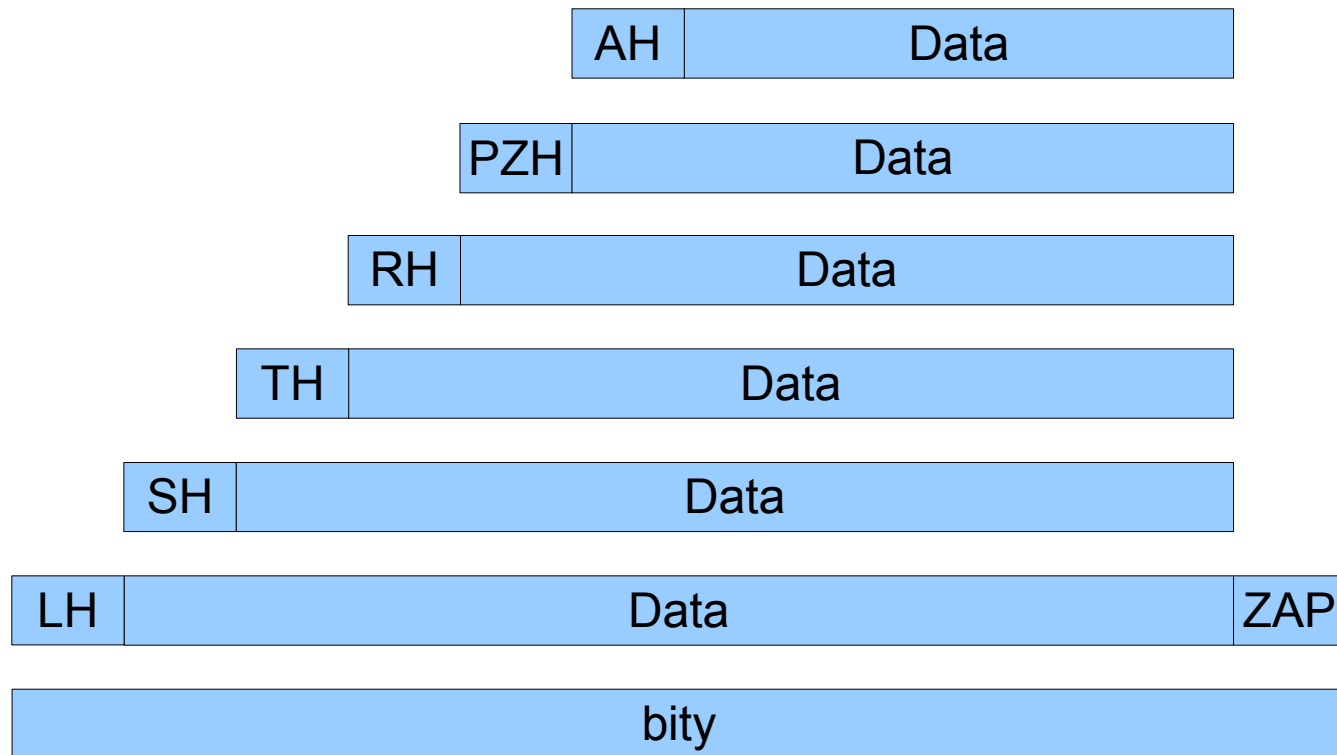 AH Data
PZH Data
RH Data
TH Data
SH Data
LH Data ZAP
bity